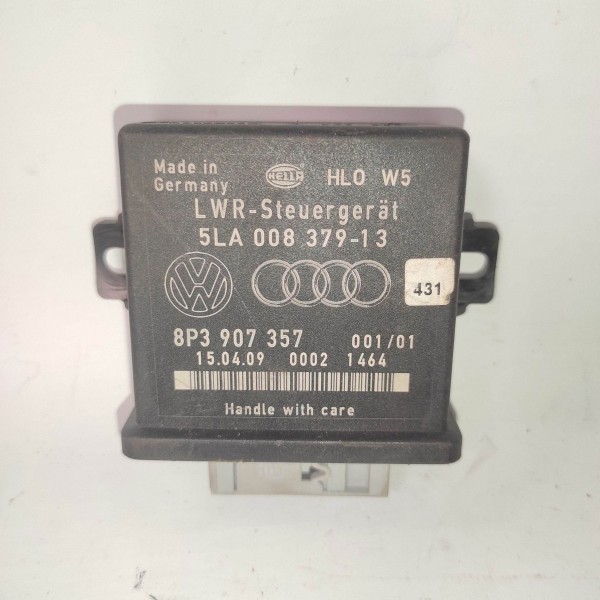 Made in
Germany
HELLA
HLO W5
LWR-Steuergerät
5LA 008 379-13
431
8P3 907 357 001/01
15.04.09 0002 1464
Handle with care